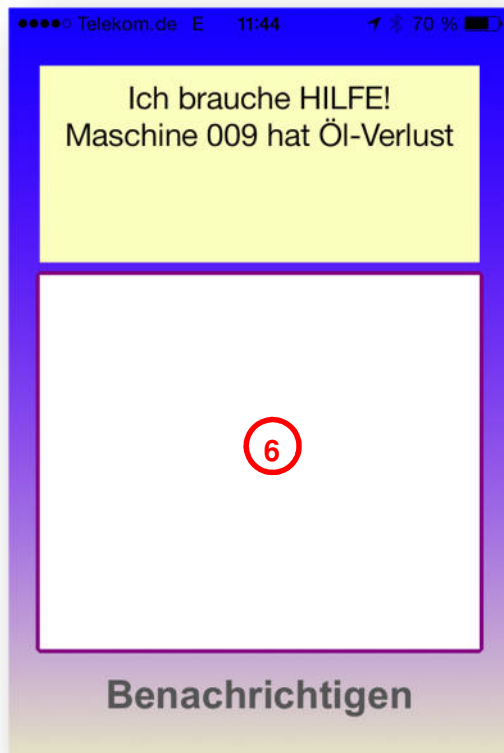 Telekom.de E 11:44 70 %
Ich brauche HILFE!
Maschine 009 hat Öl-Verlust
6
Benachrichtigen